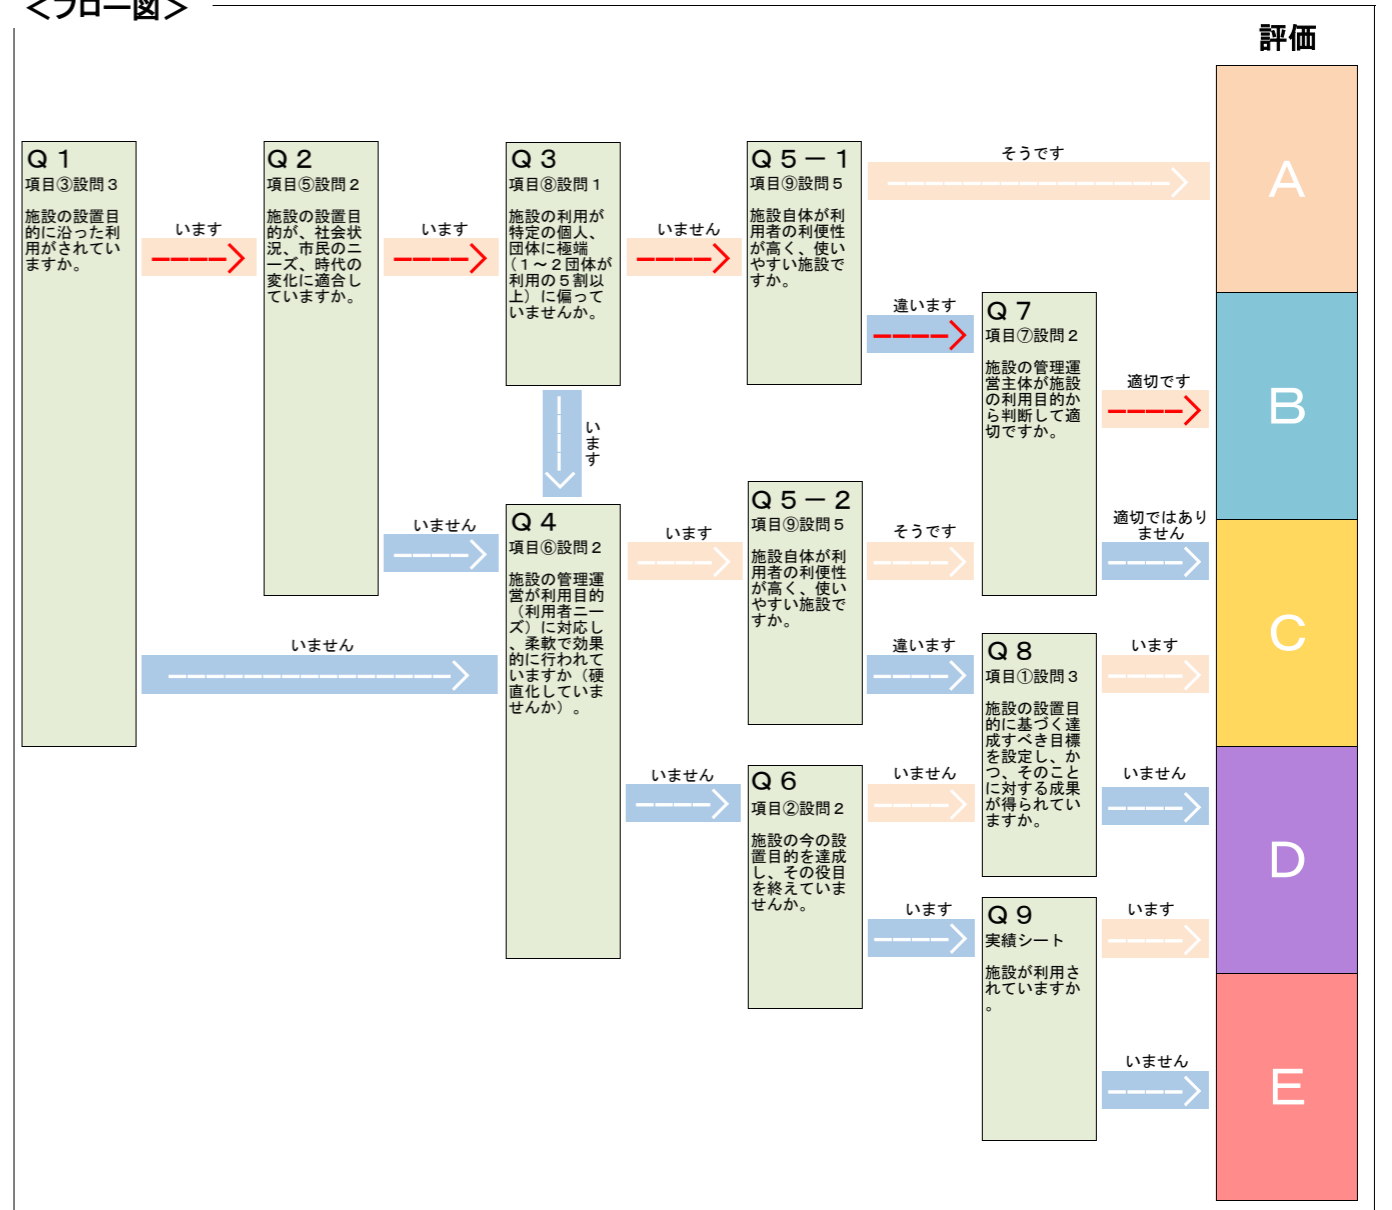 ＜フロー図＞
評価
Ｑ１
項目③設問３
施設の設置目
的に沿った利
用がされてい
ますか。
います
いません
Ｑ２
項目⑤設問２
施設の設置目
的が、社会状
況、市民のニ
ーズ、時代の
変化に適合し
ていますか。
います
いません
Ｑ３
項目⑧設問１
施設の利用が
特定の個人、
団体に極端
（１～２団体が
利用の５割以
上）に偏って
いませんか。
いません
います
Ｑ４
項目⑥設問２
施設の管理運
営が利用目的
（利用者ニー
ズ）に対応し
、柔軟で効果
的に行われて
いますか（硬
直化していま
せんか）。
います
いません
Ｑ５－１
項目⑨設問５
施設自体が利
用者の利便性
が高く、使い
やすい施設で
すか。
そうです
違います
Ｑ５－２
項目⑨設問５
施設自体が利
用者の利便性
が高く、使い
やすい施設で
すか。
そうです
違います
Ｑ６
項目②設問２
施設の今の設
置目的を達成
し、その役目
を終えていま
せんか。
いません
います
Ｑ７
項目⑦設問２
施設の管理運
営主体が施設
の利用目的か
ら判断して適
切ですか。
適切です
適切ではあり
ません
Ｑ８
項目①設問３
施設の設置目
的に基づく達
成すべき目標
を設定し、か
つ、そのこと
に対する成果
が得られてい
ますか。
います
いません
Ｑ９
実績シート
施設が利用さ
れていますか
。
います
いません
Ａ
Ｂ
Ｃ
Ｄ
Ｅ